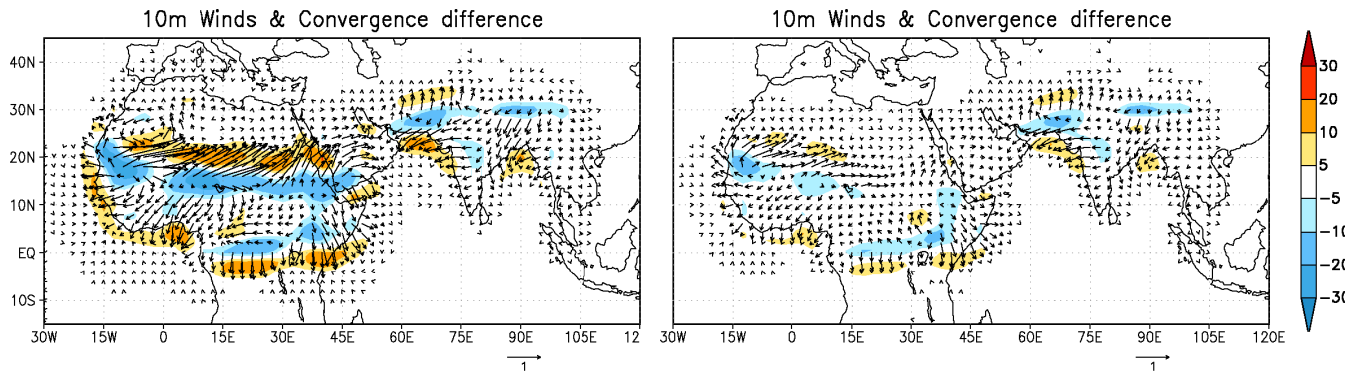 10m Winds & Convergence difference
40N
30N
20N
10N
EQ
10S
30W 15W 0 15E 30E 45E 60E 75E 90E 105E 12
1
10m Winds & Convergence difference
30W 15W 0 15E 30E 45E 60E 75E 90E 105E 120E
1
30
20
10
5
-5
-10
-20
-30